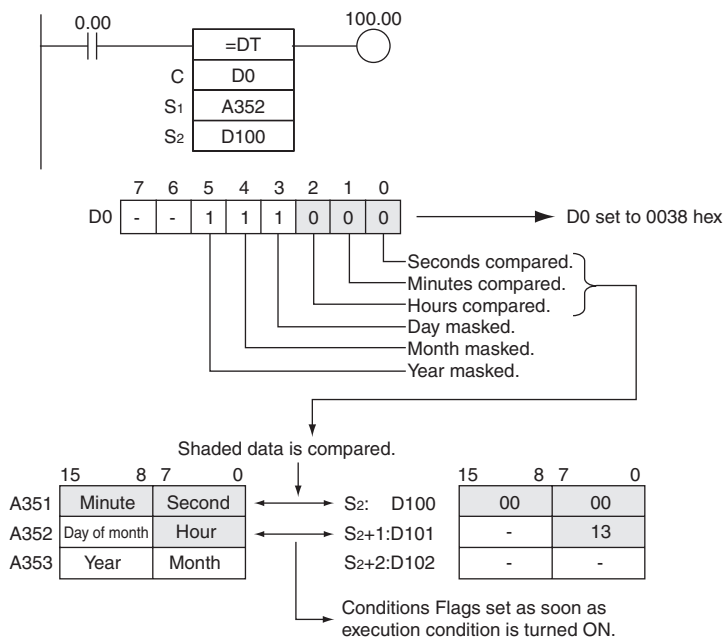 0.00
100.00
=DT
C D0
S1 A352
S2 D100
7 6 5 4 3 2 1 0
D0 - - 1 1 1 0 0 0
D0 set to 0038 hex
Seconds compared.
Minutes compared.
Hours compared.
Day masked.
Month masked.
Year masked.
Shaded data is compared.
15 8 7 0
15 8 7 0
A351 Minute Second S2: D100 00 00
A352 Day of month Hour S2+1:D101 - 13
A353 Year Month S2+2:D102 - -
Conditions Flags set as soon as
execution condition is turned ON.